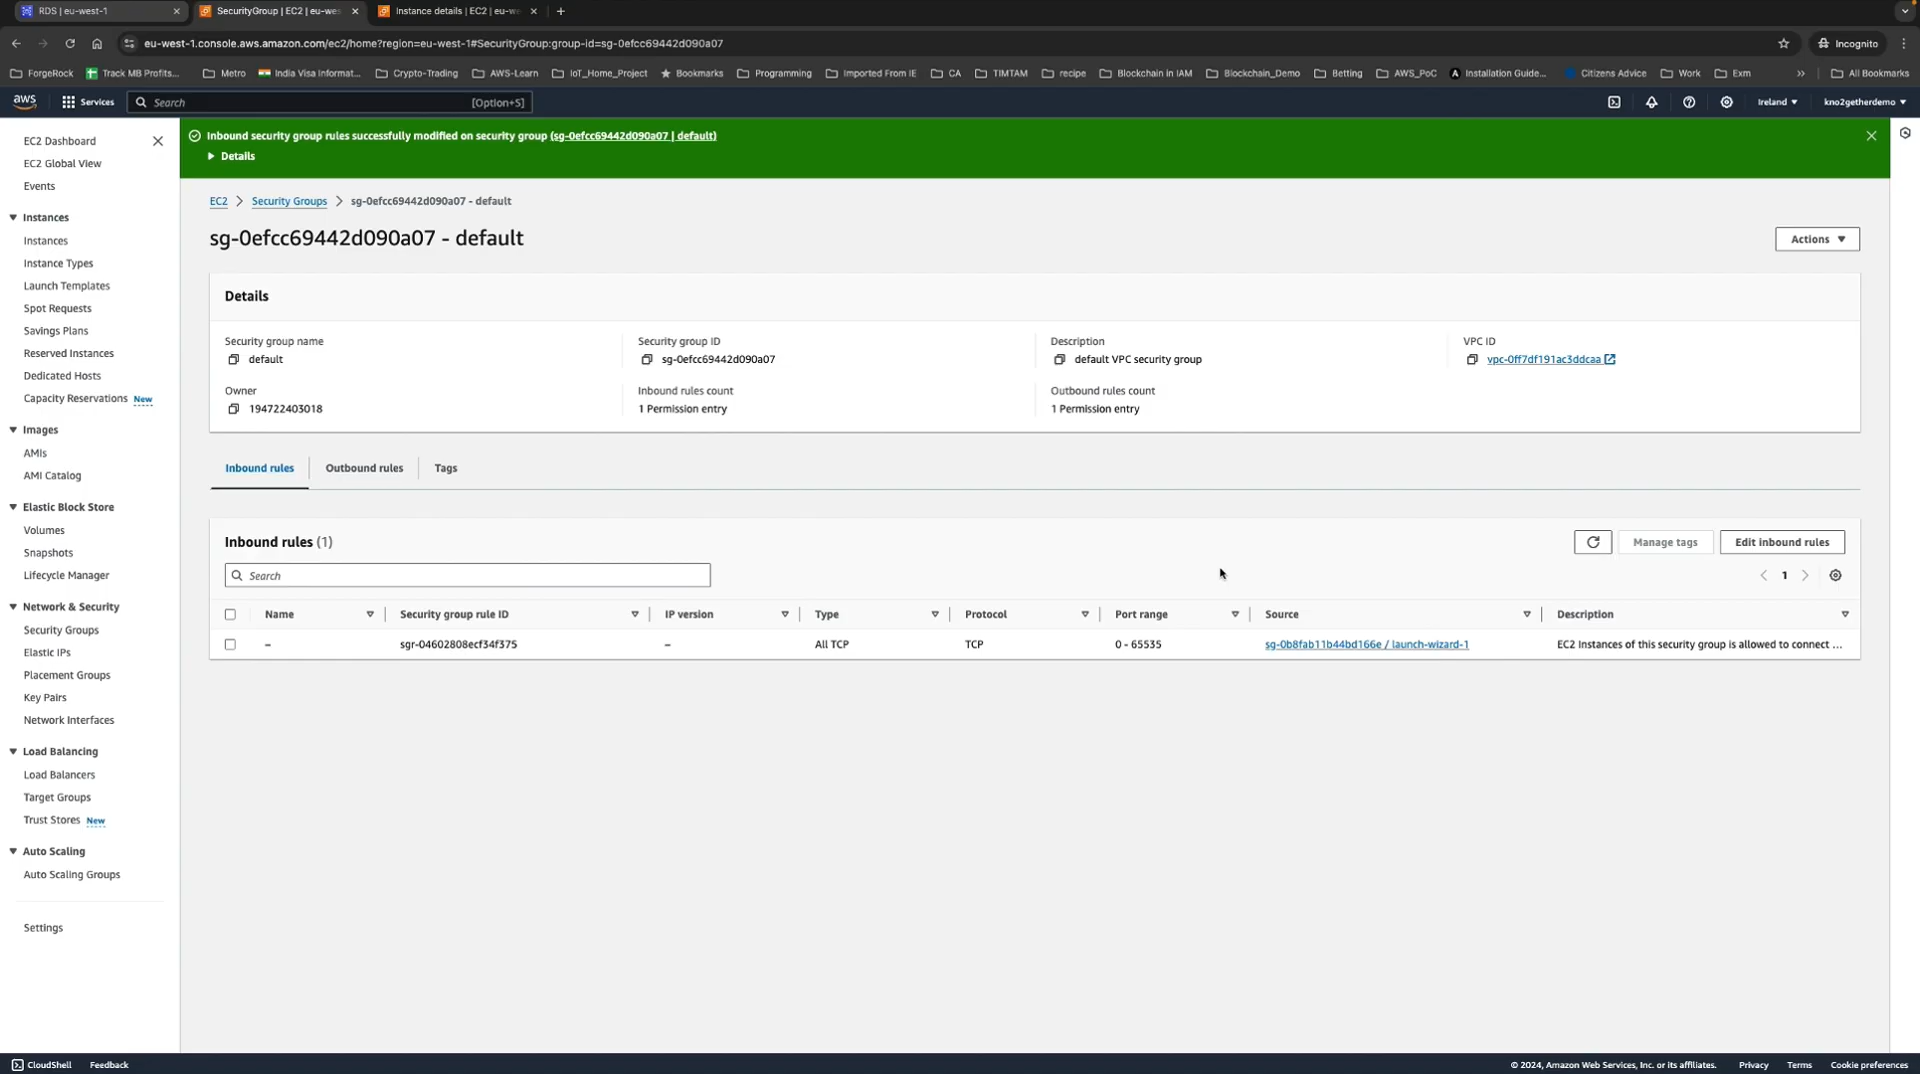 RDS | eu-west-1
SecurityGroup | EC2 | eu-wes
Instance details | EC2 | eu-we
eu-west-1.console.aws.amazon.com/ec2/home?region=eu-west-1#SecurityGroup:group-id=sg-0efcc69442d090a07
Incognito
ForgeRock
Track MB Profits...
Metro
India Visa Informat...
Crypto-Trading
AWS-Learn
IoT_Home_Project
Bookmarks
Programming
Imported From IE
CA
TIMTAM
recipe
Blockchain in IAM
Blockchain_Demo
Betting
AWS_PoC
Installation Guide...
Citizens Advice
Work
Exm
All Bookmarks
aws
Services
Search
[Option+S]
Ireland
kno2getherdemo
EC2 Dashboard
EC2 Global View
Events
Instances
Instances
Instance Types
Launch Templates
Spot Requests
Savings Plans
Reserved Instances
Dedicated Hosts
Capacity Reservations New
Images
AMIs
AMI Catalog
Elastic Block Store
Volumes
Snapshots
Lifecycle Manager
Network & Security
Security Groups
Elastic IPs
Placement Groups
Key Pairs
Network Interfaces
Load Balancing
Load Balancers
Target Groups
Trust Stores New
Auto Scaling
Auto Scaling Groups
Settings
Inbound security group rules successfully modified on security group (sg-0efcc69442d090a07 | default)
Details
EC2 > Security Groups > sg-0efcc69442d090a07 - default
sg-0efcc69442d090a07 - default
Actions
Details
Security group name
default
Security group ID
sg-0efcc69442d090a07
Description
default VPC security group
VPC ID
vpc-0ff7df191ac3ddcaa
Owner
194722403018
Inbound rules count
1 Permission entry
Outbound rules count
1 Permission entry
Inbound rules
Outbound rules
Tags
Inbound rules (1)
Manage tags
Edit inbound rules
Search
1
Name
Security group rule ID
IP version
Type
Protocol
Port range
Source
Description
–
sgr-04602808ecf34f375
–
All TCP
TCP
0 - 65535
sg-0b8fab11b44bd166e / launch-wizard-1
EC2 Instances of this security group is allowed to connect ...
CloudShell
Feedback
© 2024, Amazon Web Services, Inc. or its affiliates.
Privacy
Terms
Cookie preferences